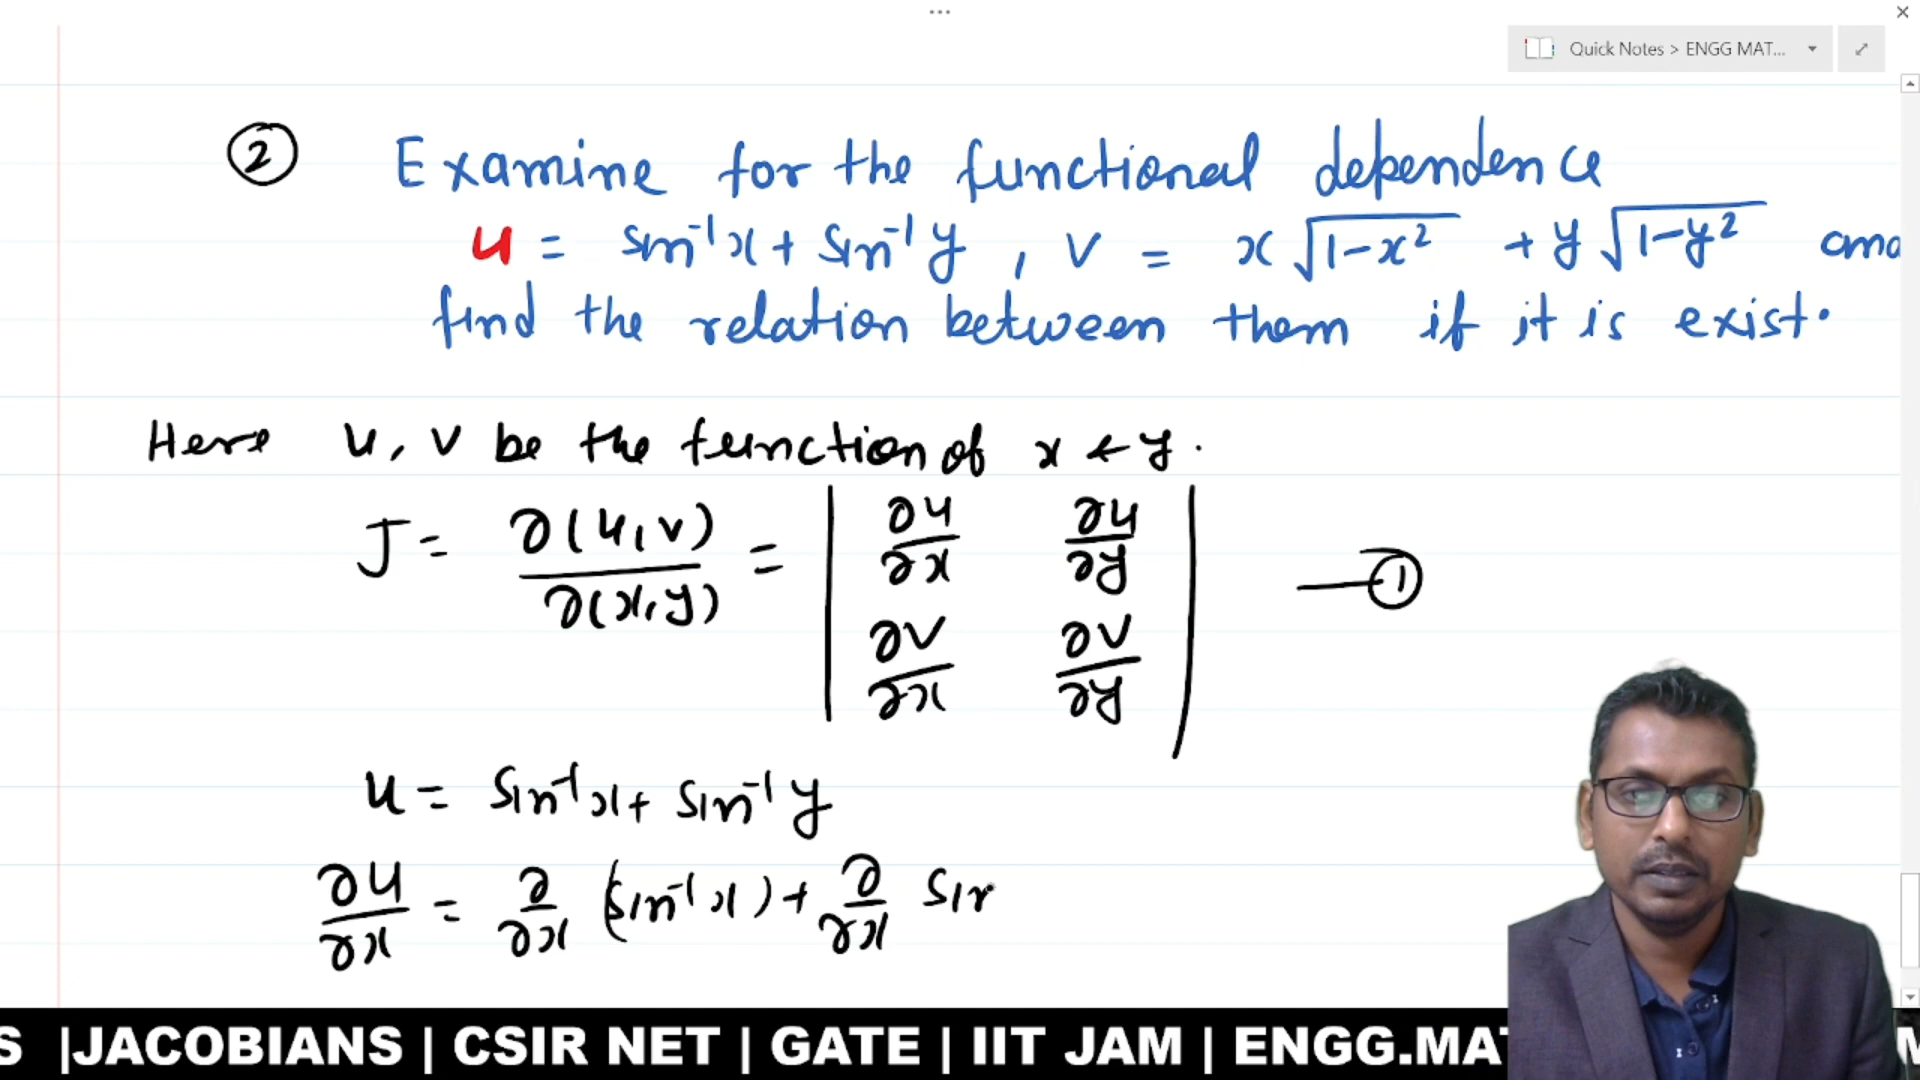 Quick Notes > ENGG MAT...
② Examine for the functional dependence
u = sin⁻¹x + sin⁻¹y, v = x√(1-x²) + y√(1-y²) and
find the relation between them if it is exist.
Here u, v be the function of x & y.
J = ∂(u,v)/∂(x,y) = | ∂u/∂x ∂u/∂y | — ①
| ∂v/∂x ∂v/∂y |
u = sin⁻¹x + sin⁻¹y
∂u/∂x = ∂/∂x (sin⁻¹x) + ∂/∂x sin
S |JACOBIANS | CSIR NET | GATE | IIT JAM | ENGG.MA